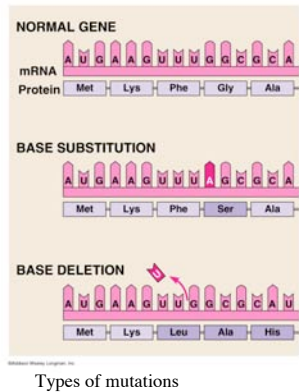 NORMAL GENE
A U G A A G U U U G G C G C A
mRNA
Protein Met Lys Phe Gly Ala
BASE SUBSTITUTION
A U G A A G U U U A G C G C A
Met Lys Phe Ser Ala
BASE DELETION
U
A U G A A G U U G G C G C A U
Met Lys Leu Ala His
Types of mutations